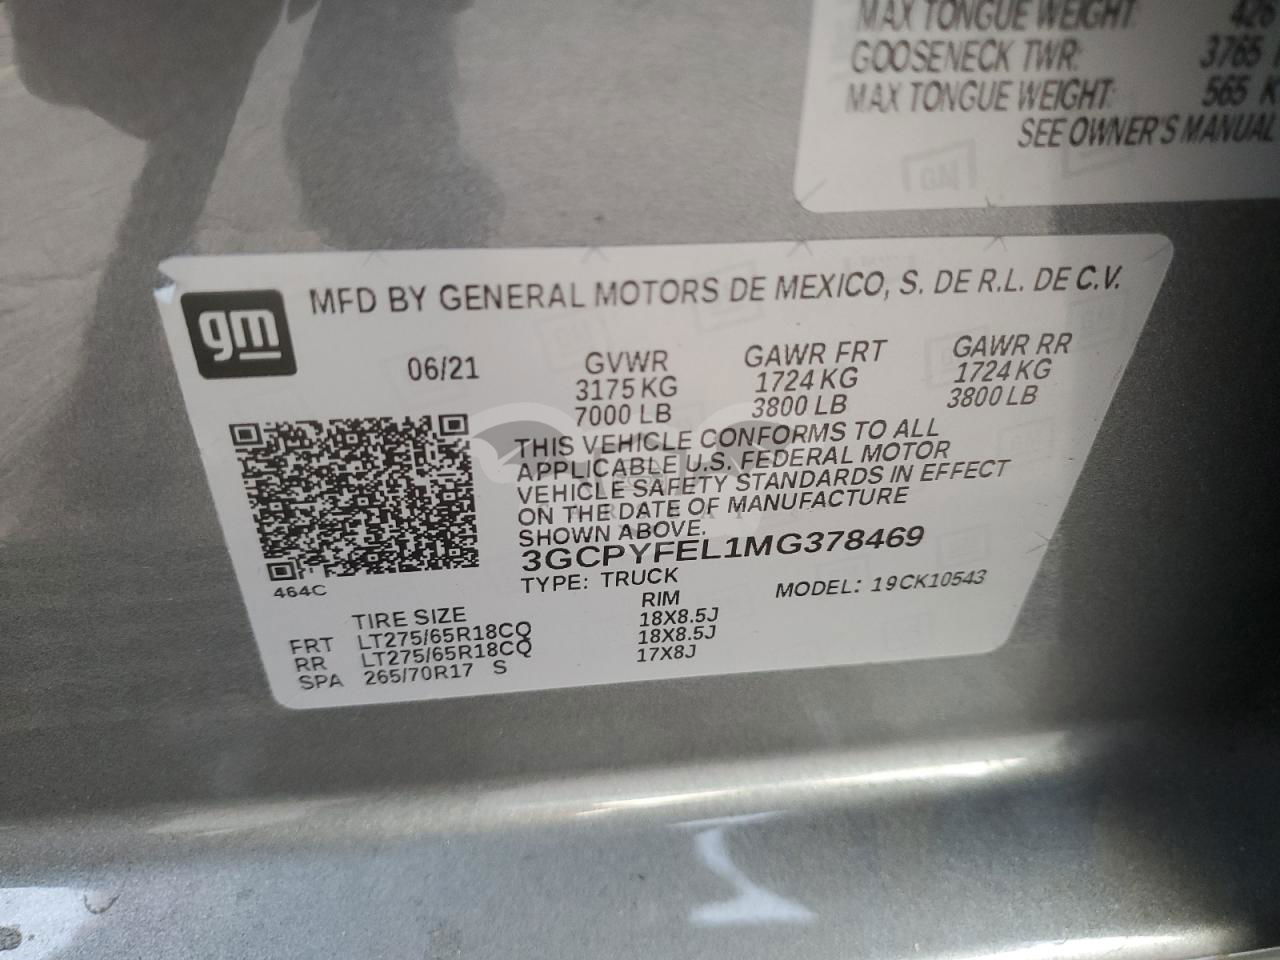 MAX TONGUE WEIGHT: 426
GOOSENECK TWR: 3765
MAX TONGUE WEIGHT: 565 K
SEE OWNER'S MANUAL
gm
MFD BY GENERAL MOTORS DE MEXICO, S. DE R.L. DE C.V.
06/21 GVWR GAWR FRT GAWR RR
3175 KG 1724 KG 1724 KG
7000 LB 3800 LB 3800 LB
THIS VEHICLE CONFORMS TO ALL
APPLICABLE U.S. FEDERAL MOTOR
VEHICLE SAFETY STANDARDS IN EFFECT
ON THE DATE OF MANUFACTURE
SHOWN ABOVE.
3GCPYFEL1MG378469
464C
TYPE: TRUCK MODEL: 19CK10543
TIRE SIZE RIM
FRT LT275/65R18CQ 18X8.5J
RR LT275/65R18CQ 18X8.5J
SPA 265/70R17 S 17X8J